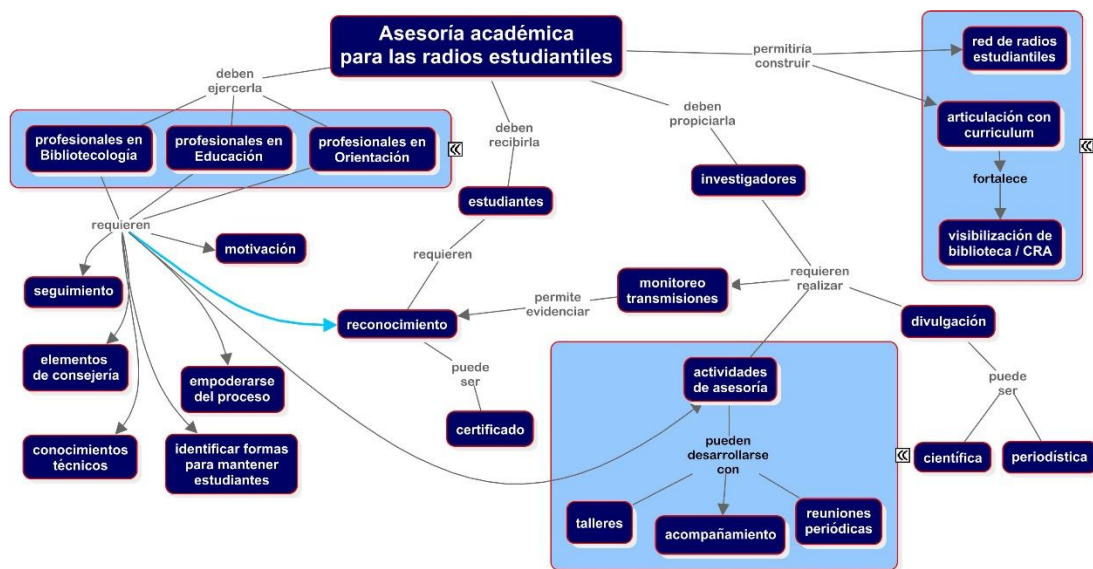 Asesoría académica
para las radios estudiantiles
permitiría
construir
red de radios
estudiantiles
deben
ejercerla
profesionales en
Bibliotecología
profesionales en
Educación
profesionales en
Orientación
deben
recibirla
deben
propiciarla
articulación con
curriculum
fortalece
visibilización de
biblioteca / CRA
estudiantes
investigadores
requieren
motivación
seguimiento
requieren
requieren
realizar
monitoreo
transmisiones
permite
evidenciar
reconocimiento
divulgación
elementos
de consejería
empoderarse
del proceso
puede
ser
certificado
actividades
de asesoría
puede
ser
conocimientos
técnicos
identificar formas
para mantener
estudiantes
pueden
desarrollarse
con
científica
periodística
talleres
acompañamiento
reuniones
periódicas